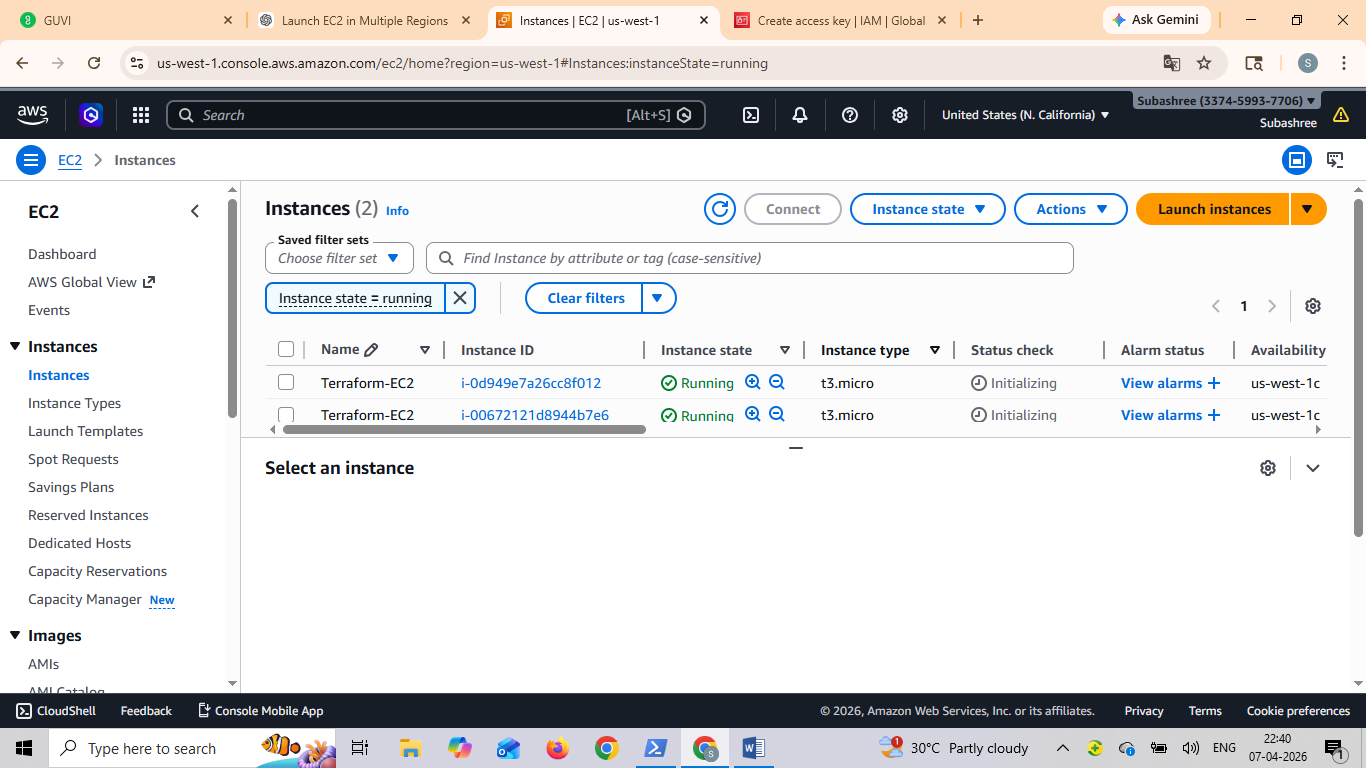 GUVI
Launch EC2 in Multiple Regions
Instances | EC2 | us-west-1
Create access key | IAM | Global
Ask Gemini
us-west-1.console.aws.amazon.com/ec2/home?region=us-west-1#Instances:instanceState=running
S
aws
Search [Alt+S]
United States (N. California)
Subashree (3374-5993-7706)
Subashree
EC2 > Instances
EC2
Dashboard
AWS Global View
Events
Instances
Instances
Instance Types
Launch Templates
Spot Requests
Savings Plans
Reserved Instances
Dedicated Hosts
Capacity Reservations
Capacity Manager New
Images
AMIs
AMI Catalog
Instances (2) Info
Connect
Instance state
Actions
Launch instances
Saved filter sets
Choose filter set
Find Instance by attribute or tag (case-sensitive)
Instance state = running
Clear filters
1
Name Instance ID Instance state Instance type Status check Alarm status Availability
Terraform-EC2 i-0d949e7a26cc8f012 Running t3.micro Initializing View alarms + us-west-1c
Terraform-EC2 i-00672121d8944b7e6 Running t3.micro Initializing View alarms + us-west-1c
Select an instance
CloudShell Feedback Console Mobile App © 2026, Amazon Web Services, Inc. or its affiliates. Privacy Terms Cookie preferences
Type here to search
1
30°C Partly cloudy
ENG
22:40
07-04-2026
1